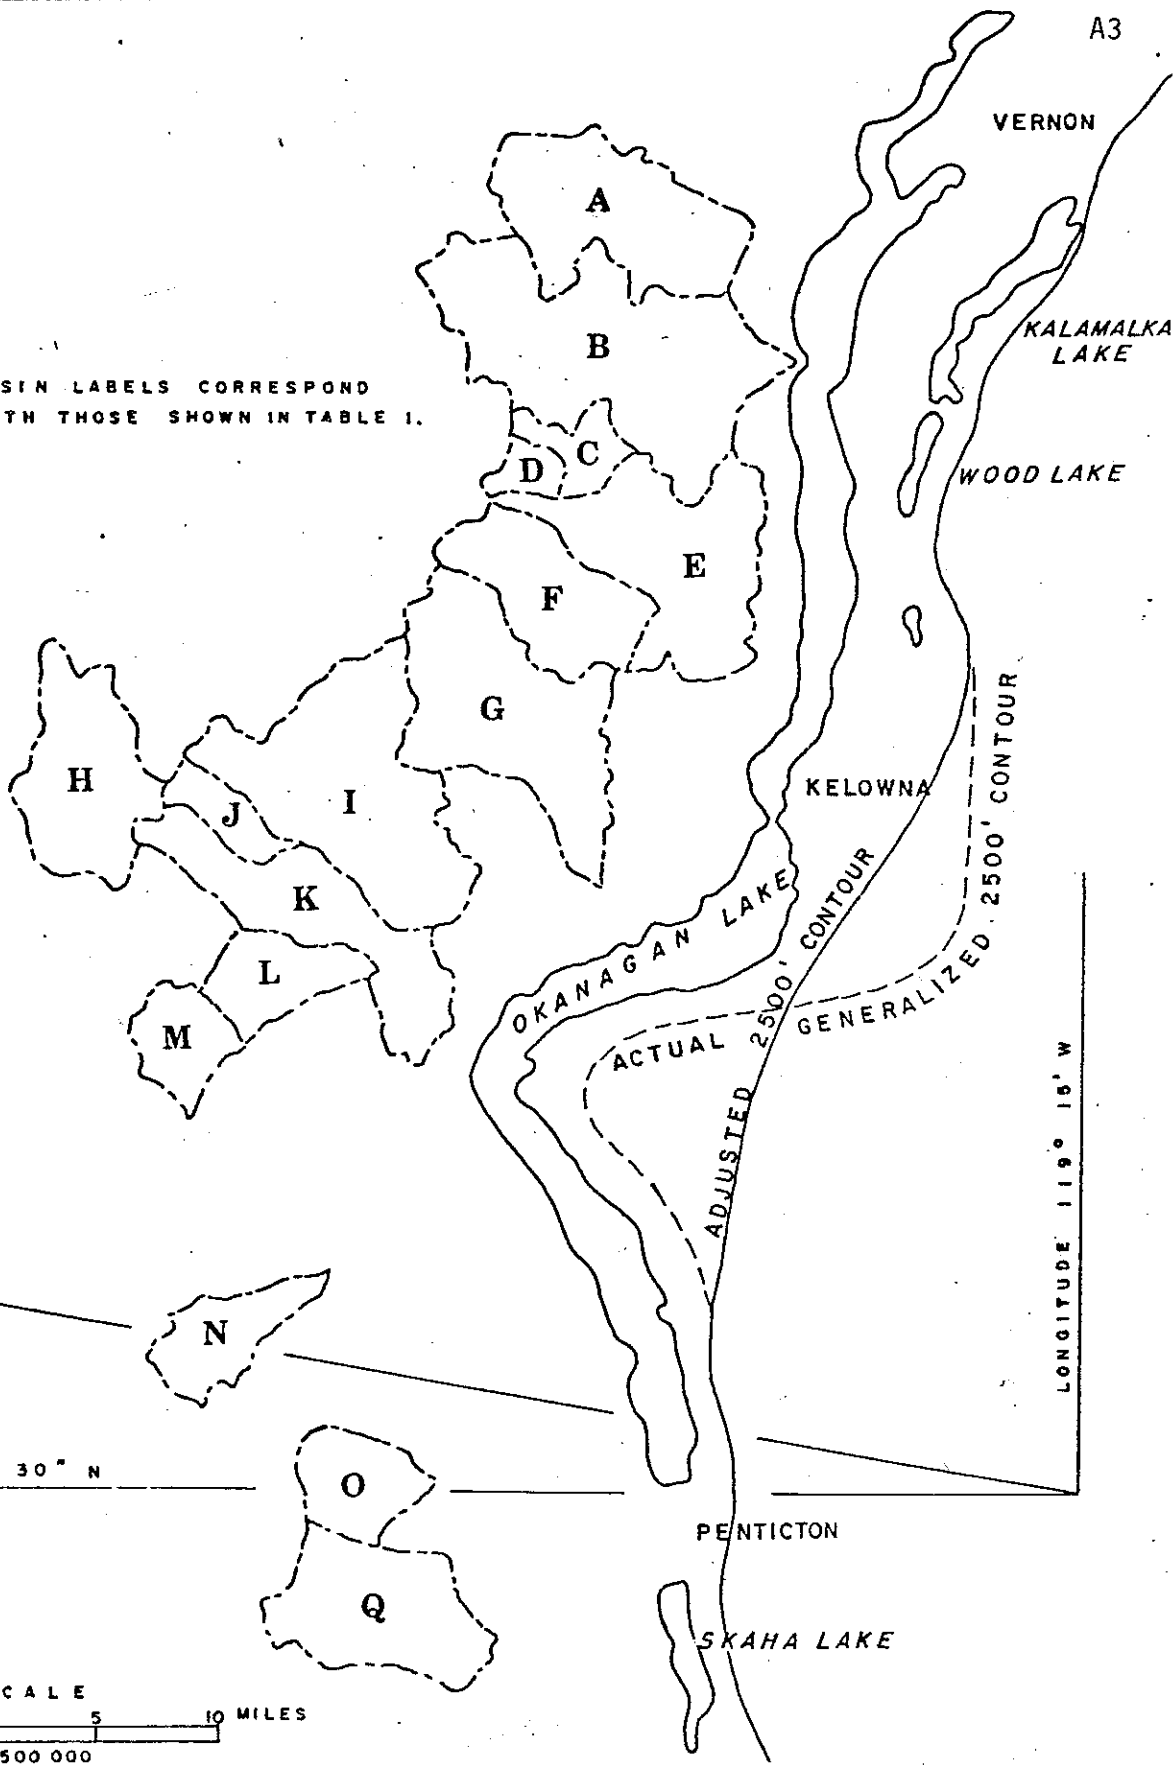 A3
VERNON
A
B
KALAMALKA
LAKE
SIN LABELS CORRESPOND
TH THOSE SHOWN IN TABLE 1.
C
D
WOOD LAKE
E
F
G
H
I
J
KELOWNA
K
L
M
OKANAGAN LAKE
ACTUAL GENERALIZED 2500' CONTOUR
ADJUSTED 2500' CONTOUR
LONGITUDE 119° 15' W
N
30" N
O
PENTICTON
Q
SKAHA LAKE
CALE
5 10 MILES
500 000